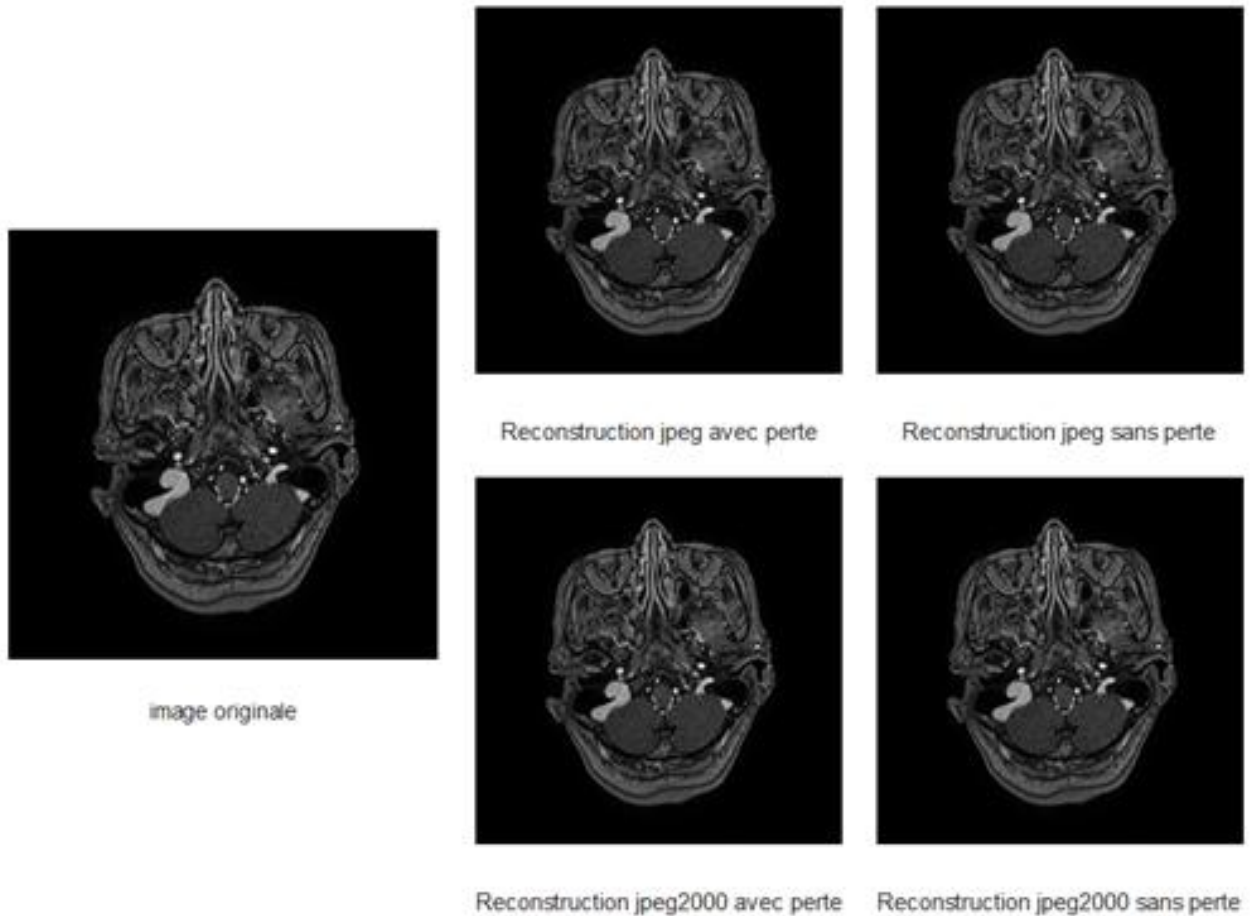 Reconstruction jpeg avec perte
Reconstruction jpeg sans perte
image originale
Reconstruction jpeg2000 avec perte
Reconstruction jpeg2000 sans perte